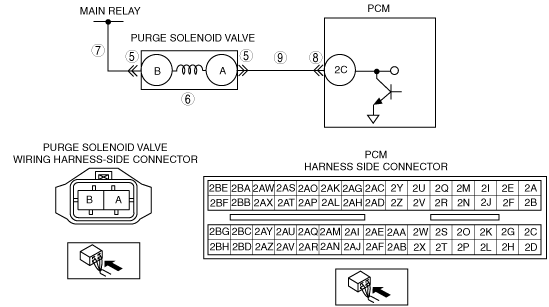 MAIN RELAY
PCM
PURGE SOLENOID VALVE
7
5
5
9
8
B
A
2C
6
PURGE SOLENOID VALVE
WIRING HARNESS-SIDE CONNECTOR
B A
PCM
HARNESS SIDE CONNECTOR
2BE 2BA 2AW 2AS 2AO 2AK 2AG 2AC 2Y 2U 2Q 2M 2I 2E 2A
2BF 2BB 2AX 2AT 2AP 2AL 2AH 2AD 2Z 2V 2R 2N 2J 2F 2B
2BG 2BC 2AY 2AU 2AQ 2AM 2AI 2AE 2AA 2W 2S 2O 2K 2G 2C
2BH 2BD 2AZ 2AV 2AR 2AN 2AJ 2AF 2AB 2X 2T 2P 2L 2H 2D